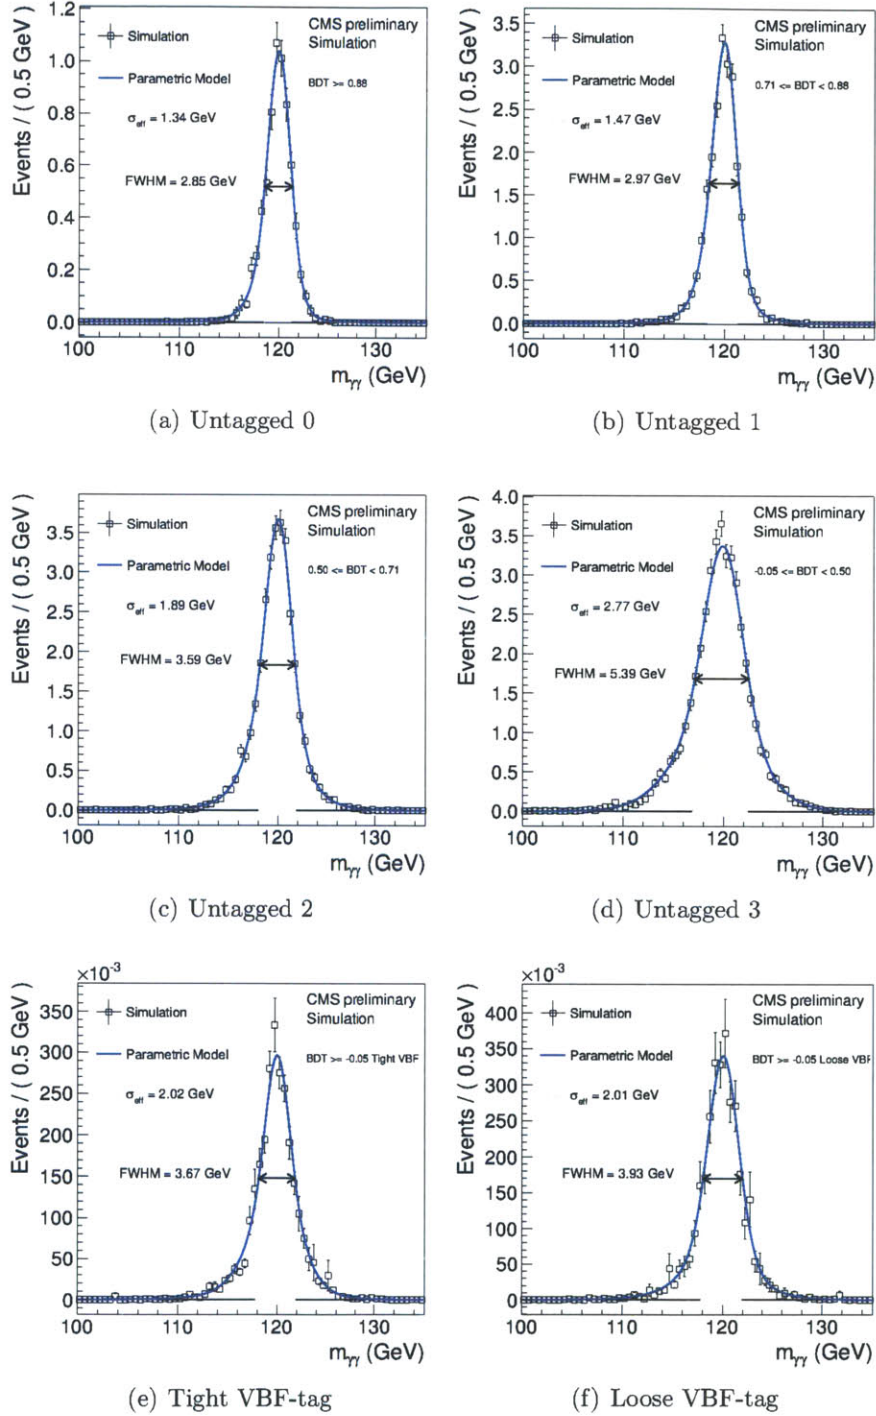 Events / ( 0.5 GeV )
1.2
1.0
0.8
0.6
0.4
0.2
0.0
Simulation
Parametric Model
σeff = 1.34 GeV
FWHM = 2.85 GeV
CMS preliminary
Simulation
BDT >= 0.88
100 110 120 130
mγγ (GeV)
(a) Untagged 0
Events / ( 0.5 GeV )
3.5
3.0
2.5
2.0
1.5
1.0
0.5
0.0
Simulation
Parametric Model
σeff = 1.47 GeV
FWHM = 2.97 GeV
CMS preliminary
Simulation
0.71 <= BDT < 0.88
100 110 120 130
mγγ (GeV)
(b) Untagged 1
Events / ( 0.5 GeV )
3.5
3.0
2.5
2.0
1.5
1.0
0.5
0.0
Simulation
Parametric Model
σeff = 1.89 GeV
FWHM = 3.59 GeV
CMS preliminary
Simulation
0.50 <= BDT < 0.71
100 110 120 130
mγγ (GeV)
(c) Untagged 2
Events / ( 0.5 GeV )
4.0
3.5
3.0
2.5
2.0
1.5
1.0
0.5
0.0
Simulation
Parametric Model
σeff = 2.77 GeV
FWHM = 5.39 GeV
CMS preliminary
Simulation
-0.05 <= BDT < 0.50
100 110 120 130
mγγ (GeV)
(d) Untagged 3
×10⁻³
Events / ( 0.5 GeV )
350
300
250
200
150
100
50
0
Simulation
Parametric Model
σeff = 2.02 GeV
FWHM = 3.67 GeV
CMS preliminary
Simulation
BDT >= -0.05 Tight VBF
100 110 120 130
mγγ (GeV)
(e) Tight VBF-tag
×10⁻³
Events / ( 0.5 GeV )
400
350
300
250
200
150
100
50
0
Simulation
Parametric Model
σeff = 2.01 GeV
FWHM = 3.93 GeV
CMS preliminary
Simulation
BDT >= -0.05 Loose VBF
100 110 120 130
mγγ (GeV)
(f) Loose VBF-tag